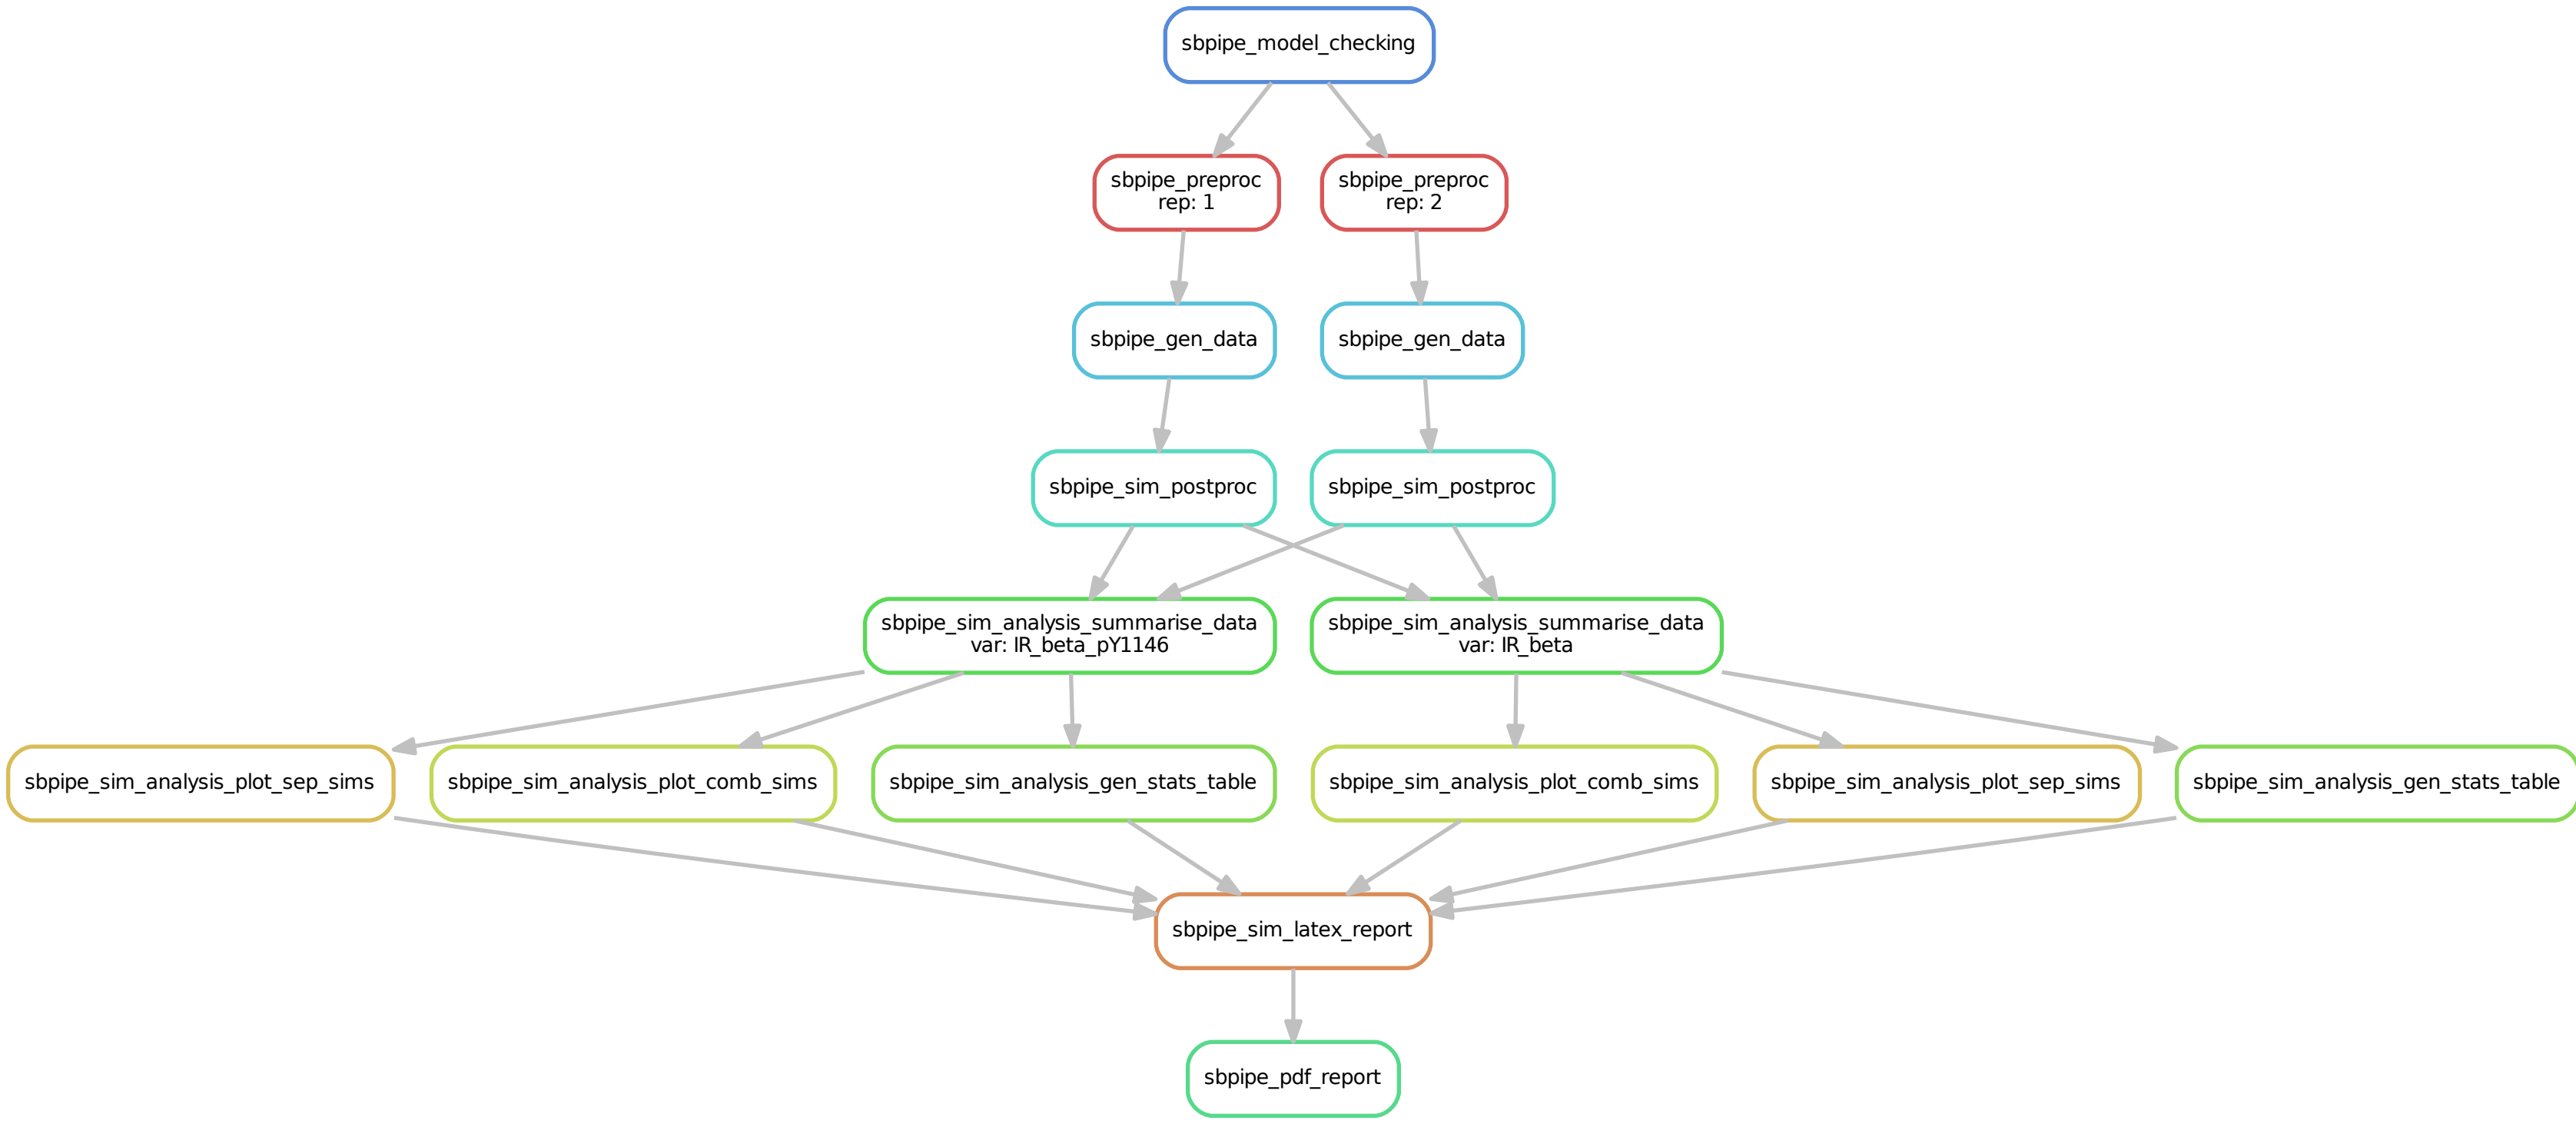 sbpipe_model_checking
sbpipe_preproc
rep: 1
sbpipe_preproc
rep: 2
sbpipe_gen_data
sbpipe_gen_data
sbpipe_sim_postproc
sbpipe_sim_postproc
sbpipe_sim_analysis_summarise_data
var: IR_beta_pY1146
sbpipe_sim_analysis_summarise_data
var: IR_beta
sbpipe_sim_analysis_plot_sep_sims
sbpipe_sim_analysis_plot_comb_sims
sbpipe_sim_analysis_gen_stats_table
sbpipe_sim_analysis_plot_comb_sims
sbpipe_sim_analysis_plot_sep_sims
sbpipe_sim_analysis_gen_stats_table
sbpipe_sim_latex_report
sbpipe_pdf_report